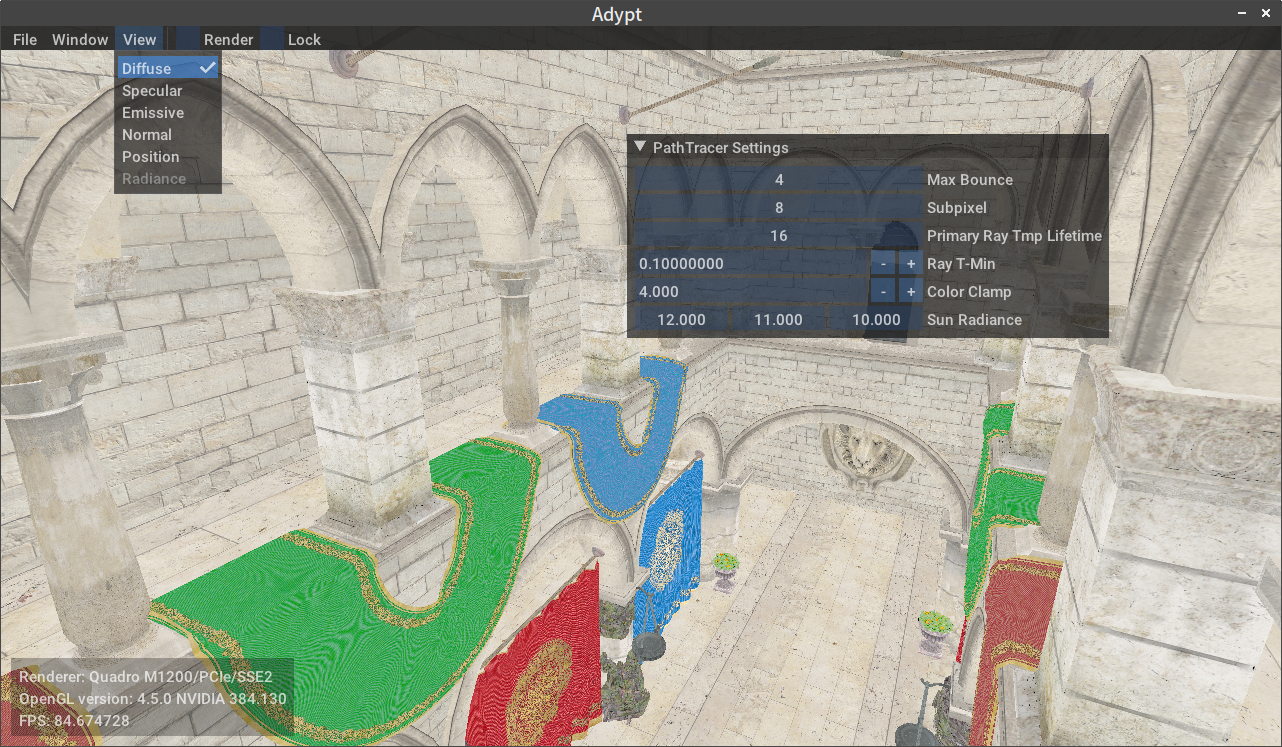 Adypt
File Window View Render Lock
Diffuse
Specular
Emissive
Normal
Position
Radiance
PathTracer Settings
4 Max Bounce
8 Subpixel
16 Primary Ray Tmp Lifetime
0.10000000 - + Ray T-Min
4.000 - + Color Clamp
12.000 11.000 10.000 Sun Radiance
Renderer: Quadro M1200/PCIe/SSE2
OpenGL version: 4.5.0 NVIDIA 384.130
FPS: 84.674728